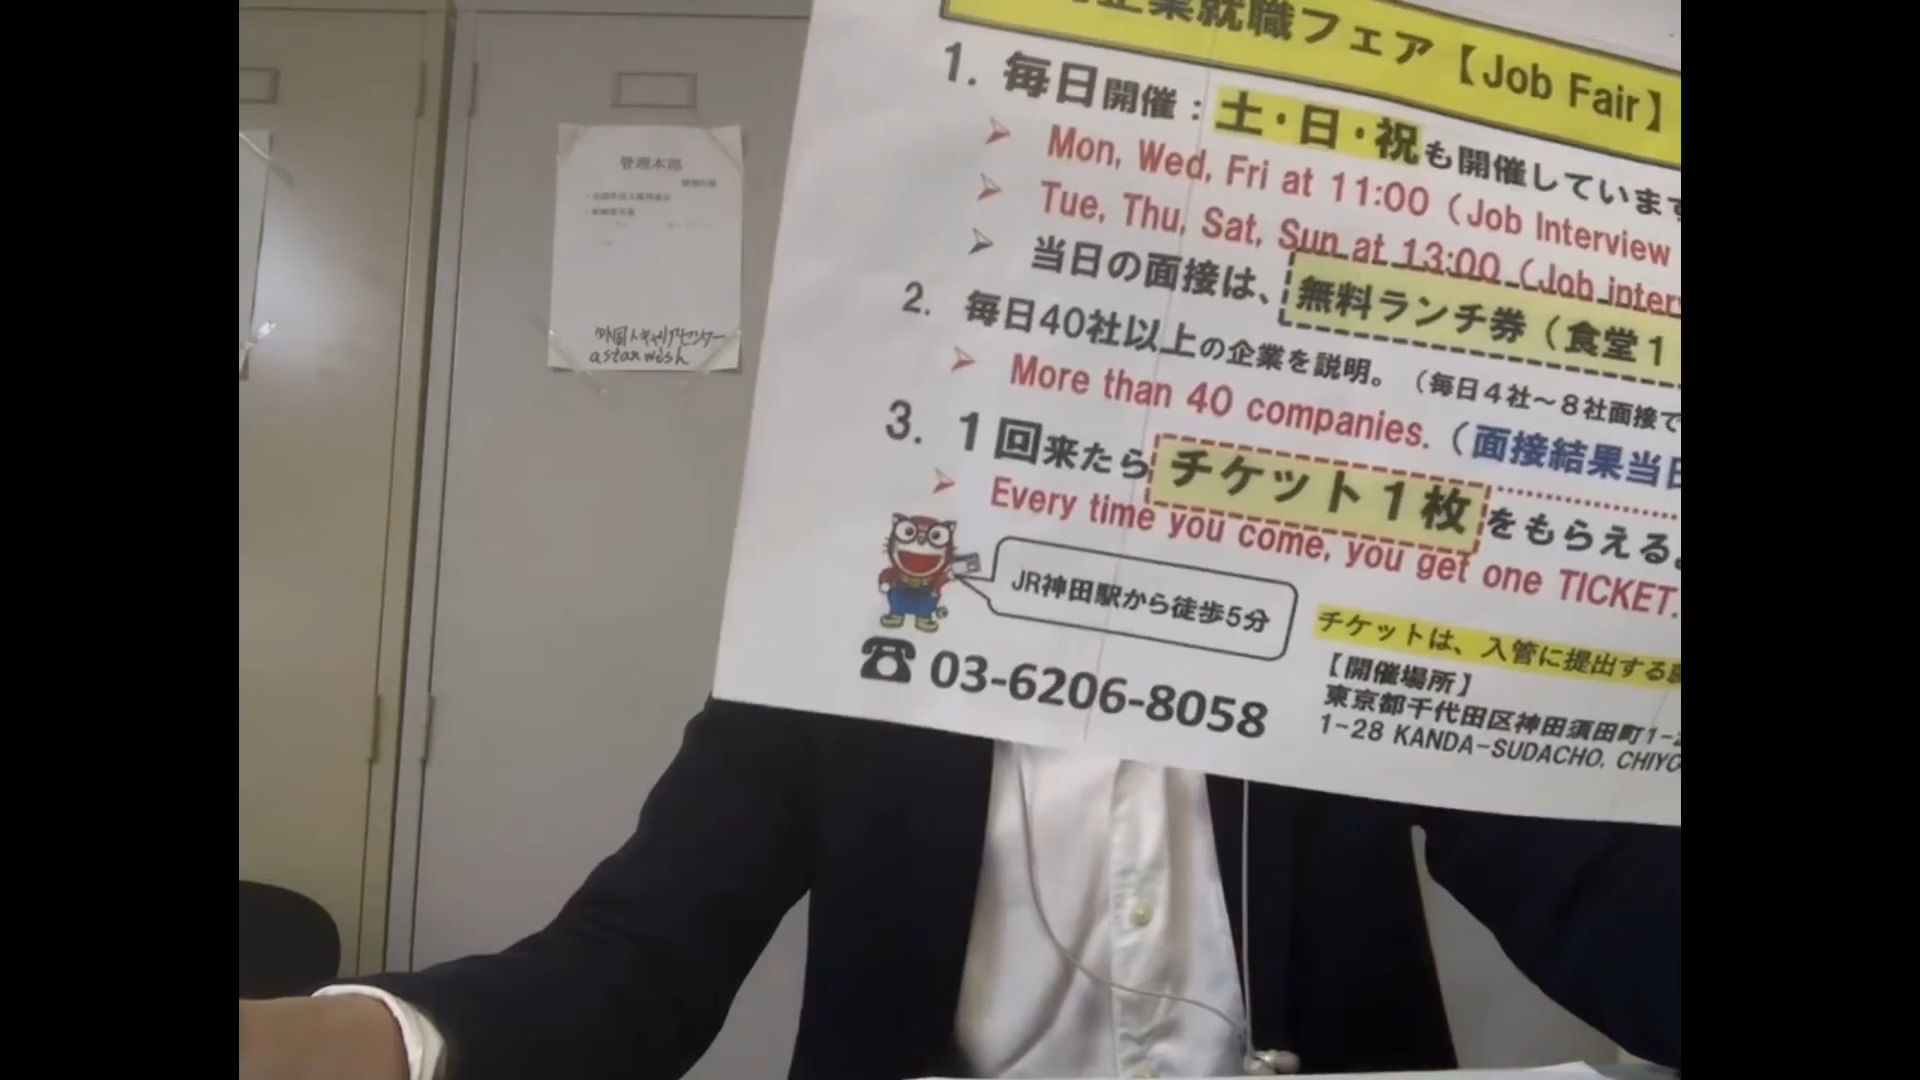 企業就職フェア【Job Fair】
1. 毎日開催:土・日・祝も開催しています
Mon, Wed, Fri at 11:00 (Job Interview
Tue, Thu, Sat, Sun at 13:00 (Job inter
当日の面接は、無料ランチ券(食堂1
2. 毎日40社以上の企業を説明。(毎日4社~8社面接で
More than 40 companies.(面接結果当日
3. 1回来たらチケット1枚をもらえる。
Every time you come, you get one TICKET.
JR神田駅から徒歩5分
☎ 03-6206-8058
チケットは、入管に提出する
【開催場所】
東京都千代田区神田須田町1-
1-28 KANDA-SUDACHO, CHIYO
管理本部
外国人キャリアセンター